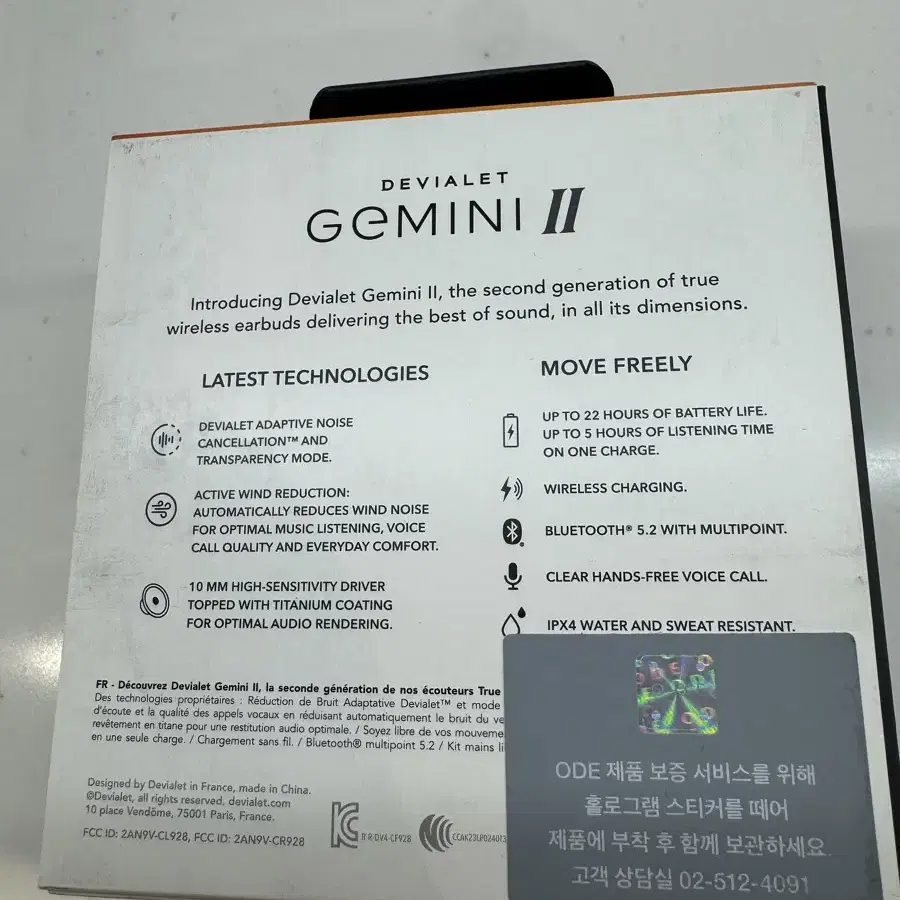 DEVIALET
GEMINI II
Introducing Devialet Gemini II, the second generation of true
wireless earbuds delivering the best of sound, in all its dimensions.
LATEST TECHNOLOGIES
DEVIALET ADAPTIVE NOISE
CANCELLATION™ AND
TRANSPARENCY MODE.
ACTIVE WIND REDUCTION:
AUTOMATICALLY REDUCES WIND NOISE
FOR OPTIMAL MUSIC LISTENING, VOICE
CALL QUALITY AND EVERYDAY COMFORT.
10 MM HIGH-SENSITIVITY DRIVER
TOPPED WITH TITANIUM COATING
FOR OPTIMAL AUDIO RENDERING.
MOVE FREELY
UP TO 22 HOURS OF BATTERY LIFE.
UP TO 5 HOURS OF LISTENING TIME
ON ONE CHARGE.
WIRELESS CHARGING.
BLUETOOTH® 5.2 WITH MULTIPOINT.
CLEAR HANDS-FREE VOICE CALL.
IPX4 WATER AND SWEAT RESISTANT.
FR - Découvrez Devialet Gemini II, la seconde génération de nos écouteurs True
Des technologies propriétaires : Réduction de Bruit Adaptative Devialet™ et mode
d'écoute et la qualité des appels vocaux en réduisant automatiquement le bruit du
revêtement en titane pour une restitution audio optimale. / Soyez libre de vos
en une seule charge. / Chargement sans fil. / Bluetooth® multipoint 5.2 / Kit mains
Designed by Devialet in France, made in China.
©Devialet, all rights reserved. devialet.com
10 place Vendôme, 75001 Paris, France.
FCC ID: 2AN9V-CL928, FCC ID: 2AN9V-CR928
R-R-DV4-CF928
ODE 제품 보증 서비스를 위해
홀로그램 스티커를 떼어
제품에 부착 후 함께 보관하세요
고객 상담실 02-512-4091